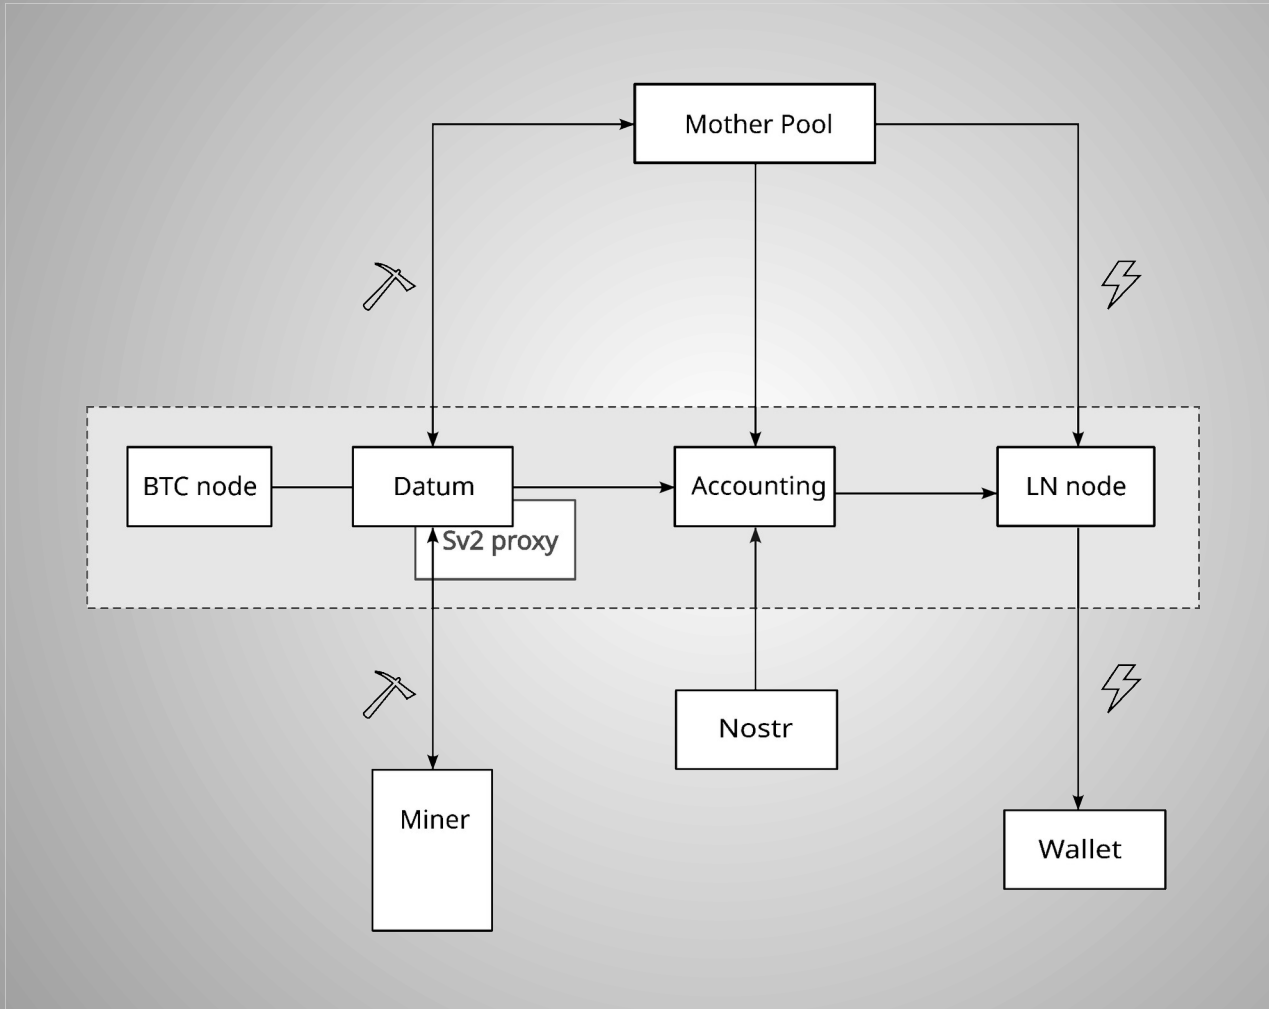 Mother Pool
BTC node
Datum
Accounting
LN node
Sv2 proxy
Nostr
Miner
Wallet